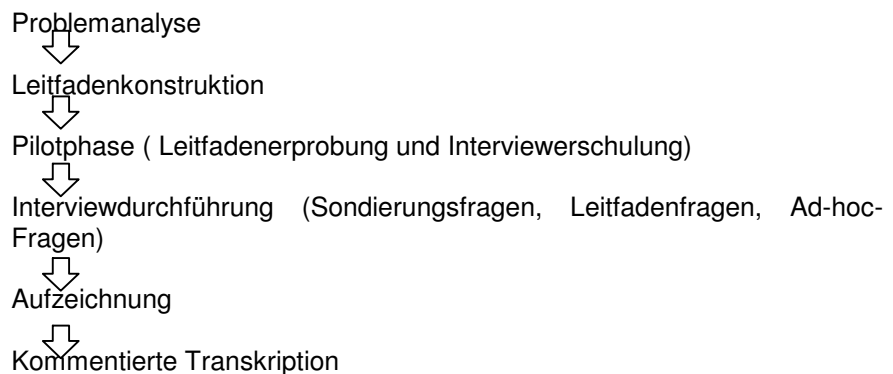 Problemanalyse
Leitfadenkonstruktion
Pilotphase ( Leitfadenerprobung und Interviewerschulung)
Interviewdurchführung (Sondierungsfragen, Leitfadenfragen, Ad-hoc-
Fragen)
Aufzeichnung
Kommentierte Transkription